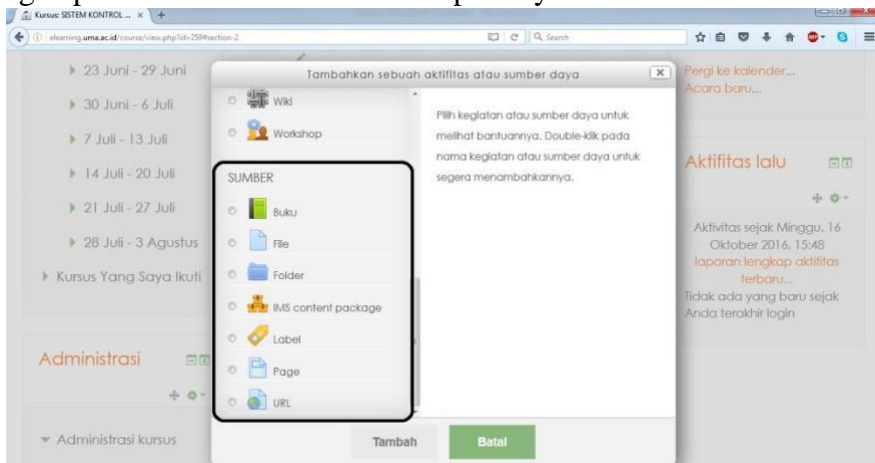 Kursus: SISTEM KONTROL ...
elearning.uma.ac.id/course/view.php?id=259#section-2
Search
23 Juni - 29 Juni
30 Juni - 6 Juli
7 Juli - 13 Juli
14 Juli - 20 Juli
21 Juli - 27 Juli
28 Juli - 3 Agustus
Kursus Yang Saya Ikuti
Administrasi
Administrasi kursus
Tambahkan sebuah aktifitas atau sumber daya
Wiki
Workshop
SUMBER
Buku
File
Folder
IMS content package
Label
Page
URL
Pilih kegiatan atau sumber daya untuk
melihat bantuannya. Double-klik pada
nama kegiatan atau sumber daya untuk
segera menambahkannya.
Tambah
Batal
Pergi ke kalender...
Acara baru...
Aktifitas lalu
Aktivitas sejak Minggu, 16
Oktober 2016, 15:48
laporan lengkap aktifitas
terbaru...
Tidak ada yang baru sejak
Anda terakhir login